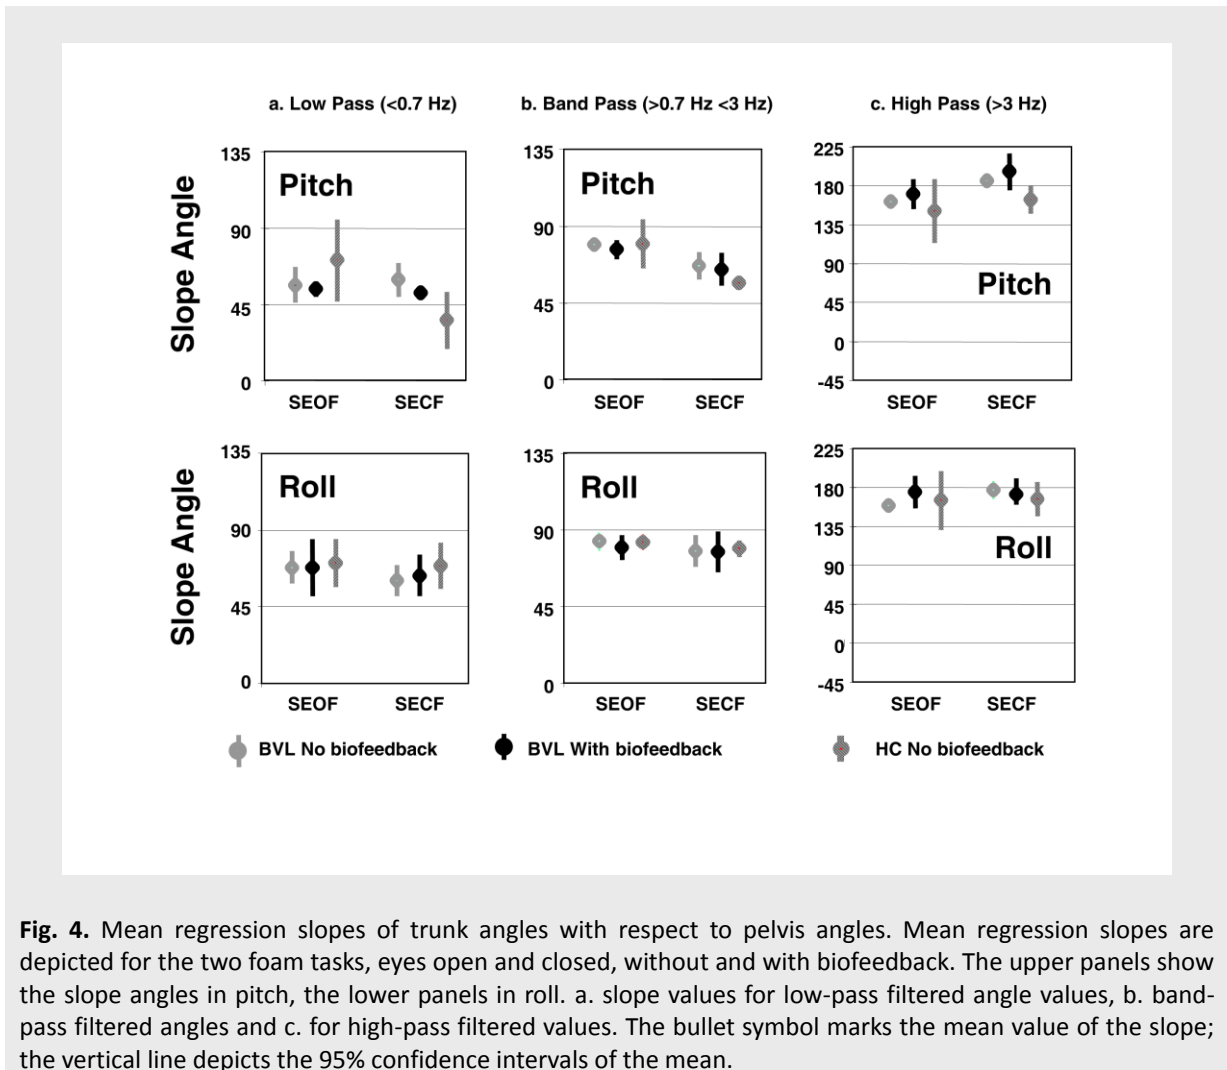 a. Low Pass (<0.7 Hz)
b. Band Pass (>0.7 Hz <3 Hz)
c. High Pass (>3 Hz)
Slope Angle
135
90
45
0
Pitch
SEOF
SECF
135
90
45
0
Pitch
SEOF
SECF
225
180
135
90
45
0
-45
Pitch
SEOF
SECF
Slope Angle
135
90
45
0
Roll
SEOF
SECF
135
90
45
0
Roll
SEOF
SECF
225
180
135
90
45
0
-45
Roll
SEOF
SECF
BVL No biofeedback
BVL With biofeedback
HC No biofeedback
Fig. 4. Mean regression slopes of trunk angles with respect to pelvis angles. Mean regression slopes are
depicted for the two foam tasks, eyes open and closed, without and with biofeedback. The upper panels show
the slope angles in pitch, the lower panels in roll. a. slope values for low-pass filtered angle values, b. band-
pass filtered angles and c. for high-pass filtered values. The bullet symbol marks the mean value of the slope;
the vertical line depicts the 95% confidence intervals of the mean.